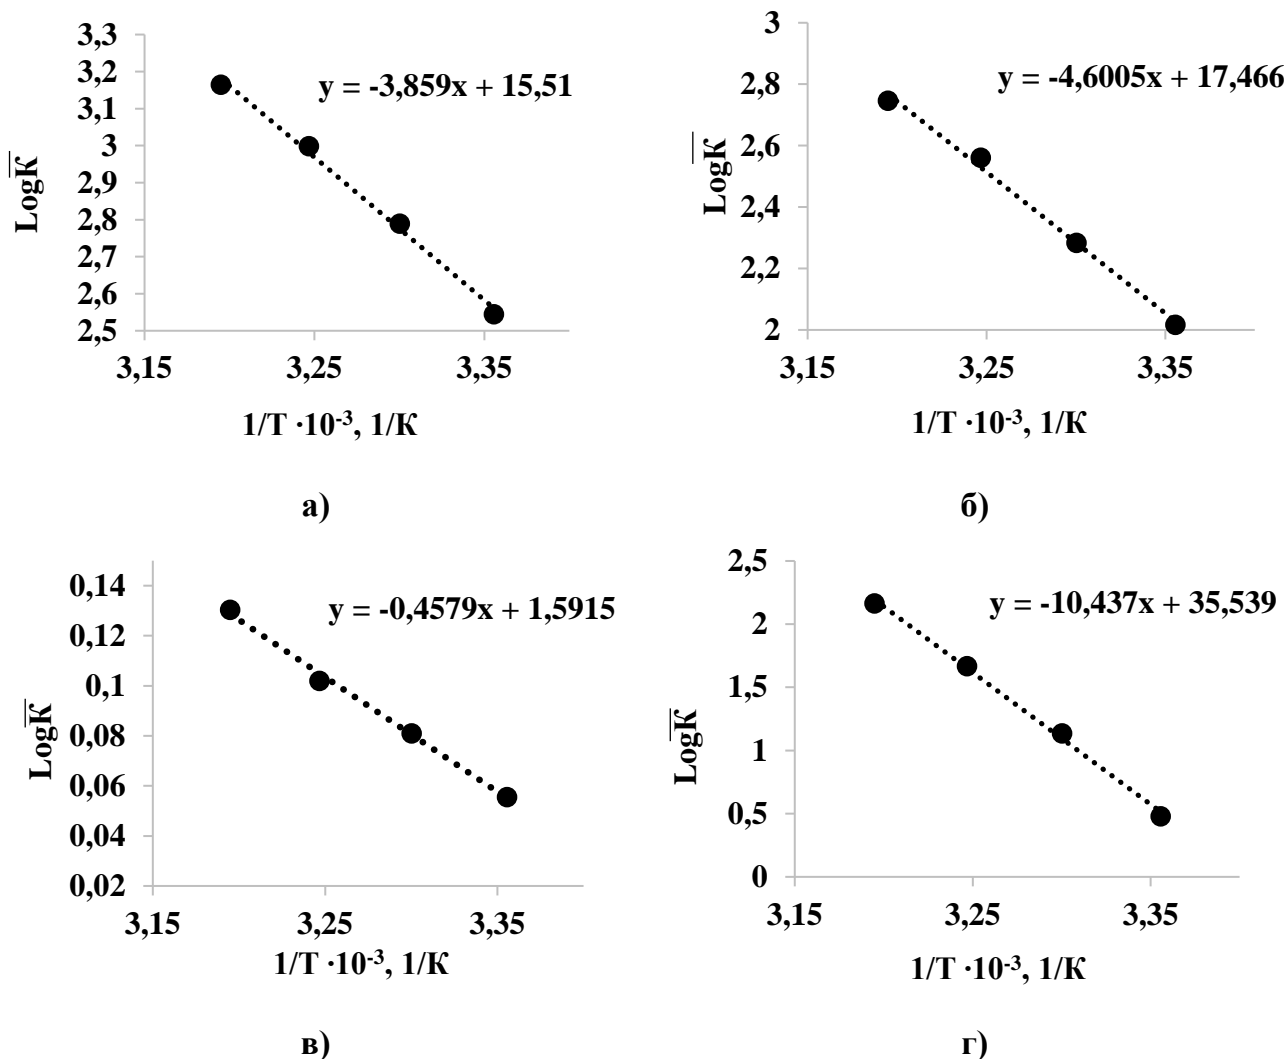 3,3
3,2
3,1
3
2,9
2,8
2,7
2,6
2,5
LogK̅
y = -3,859x + 15,51
3,15 3,25 3,35
1/T ·10⁻³, 1/К
а)
3
2,8
2,6
2,4
2,2
2
LogK̅
y = -4,6005x + 17,466
3,15 3,25 3,35
1/T ·10⁻³, 1/К
б)
0,14
0,12
0,1
0,08
0,06
0,04
0,02
LogK̅
y = -0,4579x + 1,5915
3,15 3,25 3,35
1/T ·10⁻³, 1/К
в)
2,5
2
1,5
1
0,5
0
LogK̅
y = -10,437x + 35,539
3,15 3,25 3,35
1/T ·10⁻³, 1/К
г)